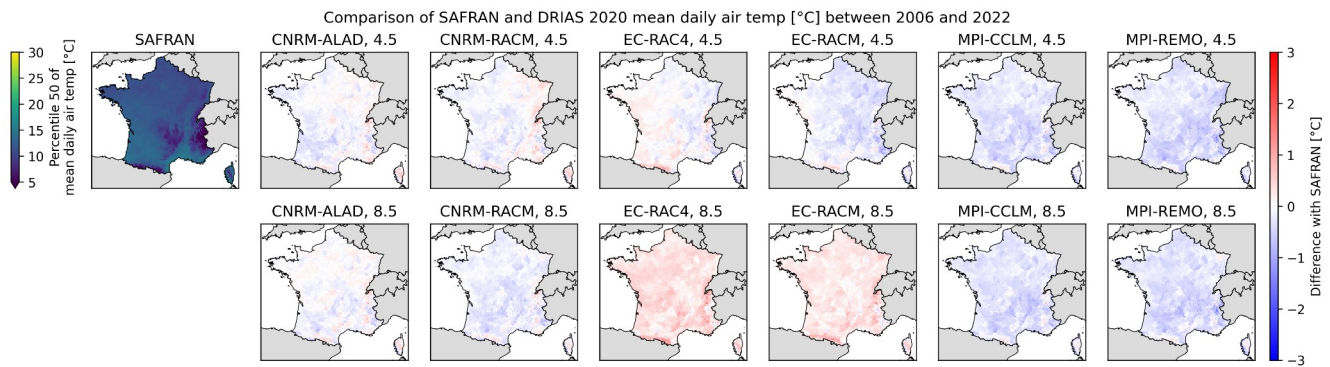 Comparison of SAFRAN and DRIAS 2020 mean daily air temp [°C] between 2006 and 2022
SAFRAN
CNRM-ALAD, 4.5
CNRM-RACM, 4.5
EC-RAC4, 4.5
EC-RACM, 4.5
MPI-CCLM, 4.5
MPI-REMO, 4.5
30
25
20
15
10
5
Percentile 50 of
mean daily air temp [°C]
CNRM-ALAD, 8.5
CNRM-RACM, 8.5
EC-RAC4, 8.5
EC-RACM, 8.5
MPI-CCLM, 8.5
MPI-REMO, 8.5
3
2
1
0
−1
−2
−3
Difference with SAFRAN [°C]